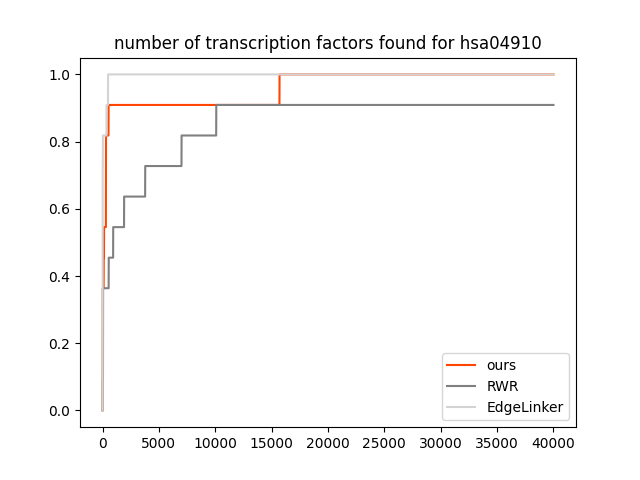 number of transcription factors found for hsa04910
1.0
0.8
0.6
0.4
0.2
0.0
ours
RWR
EdgeLinker
0 5000 10000 15000 20000 25000 30000 35000 40000